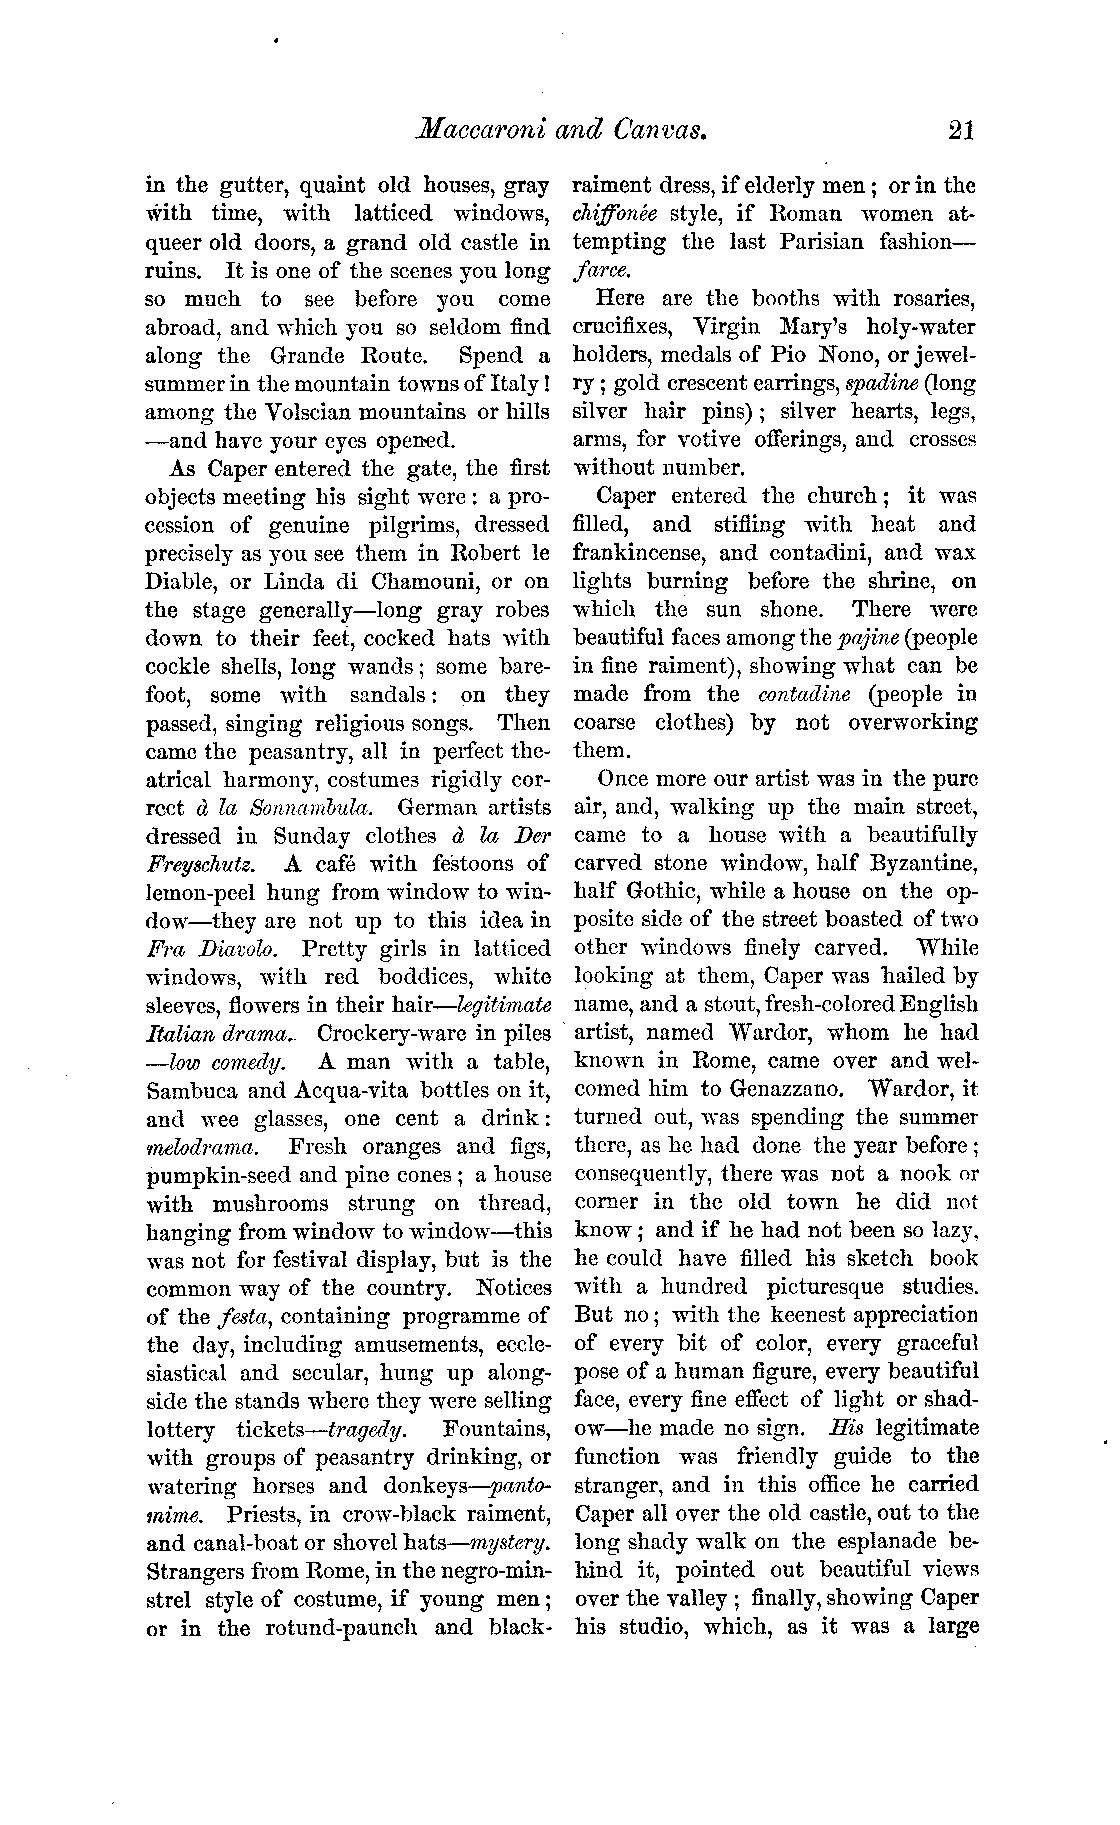 Maccaroni and Canvas. 21
in the gutter, quaint old houses, gray
with time, with latticed windows,
queer old doors, a grand old castle in
ruins. It is one of the scenes you long
so much to see before you come
abroad, and which you so seldom find
along the Grande Route. Spend a
summer in the mountain towns of Italy!
among the Volscian mountains or hills
—and have your eyes opened.
As Caper entered the gate, the first
objects meeting his sight were: a pro-
cession of genuine pilgrims, dressed
precisely as you see them in Robert le
Diable, or Linda di Chamouni, or on
the stage generally—long gray robes
down to their feet, cocked hats with
cockle shells, long wands; some bare-
foot, some with sandals: on they
passed, singing religious songs. Then
came the peasantry, all in perfect the-
atrical harmony, costumes rigidly cor-
rect à la Sonnambula. German artists
dressed in Sunday clothes à la Der
Freyschutz. A café with festoons of
lemon-peel hung from window to win-
dow—they are not up to this idea in
Fra Diavolo. Pretty girls in latticed
windows, with red boddices, white
sleeves, flowers in their hair—legitimate
Italian drama. Crockery-ware in piles
—low comedy. A man with a table,
Sambuca and Acqua-vita bottles on it,
and wee glasses, one cent a drink:
melodrama. Fresh oranges and figs,
pumpkin-seed and pine cones; a house
with mushrooms strung on thread,
hanging from window to window—this
was not for festival display, but is the
common way of the country. Notices
of the festa, containing programme of
the day, including amusements, eccle-
siastical and secular, hung up along-
side the stands where they were selling
lottery tickets—tragedy. Fountains,
with groups of peasantry drinking, or
watering horses and donkeys—panto-
mime. Priests, in crow-black raiment,
and canal-boat or shovel hats—mystery.
Strangers from Rome, in the negro-min-
strel style of costume, if young men;
or in the rotund-paunch and black-
raiment dress, if elderly men; or in the
chiffonée style, if Roman women at-
tempting the last Parisian fashion—
farce.
Here are the booths with rosaries,
crucifixes, Virgin Mary's holy-water
holders, medals of Pio Nono, or jewel-
ry; gold crescent earrings, spadine (long
silver hair pins); silver hearts, legs,
arms, for votive offerings, and crosses
without number.
Caper entered the church; it was
filled, and stifling with heat and
frankincense, and contadini, and wax
lights burning before the shrine, on
which the sun shone. There were
beautiful faces among the pajine (people
in fine raiment), showing what can be
made from the contadine (people in
coarse clothes) by not overworking
them.
Once more our artist was in the pure
air, and, walking up the main street,
came to a house with a beautifully
carved stone window, half Byzantine,
half Gothic, while a house on the op-
posite side of the street boasted of two
other windows finely carved. While
looking at them, Caper was hailed by
name, and a stout, fresh-colored English
artist, named Wardor, whom he had
known in Rome, came over and wel-
comed him to Genazzano. Wardor, it
turned out, was spending the summer
there, as he had done the year before;
consequently, there was not a nook or
corner in the old town he did not
know; and if he had not been so lazy,
he could have filled his sketch book
with a hundred picturesque studies.
But no; with the keenest appreciation
of every bit of color, every graceful
pose of a human figure, every beautiful
face, every fine effect of light or shad-
ow—he made no sign. His legitimate
function was friendly guide to the
stranger, and in this office he carried
Caper all over the old castle, out to the
long shady walk on the esplanade be-
hind it, pointed out beautiful views
over the valley; finally, showing Caper
his studio, which, as it was a large